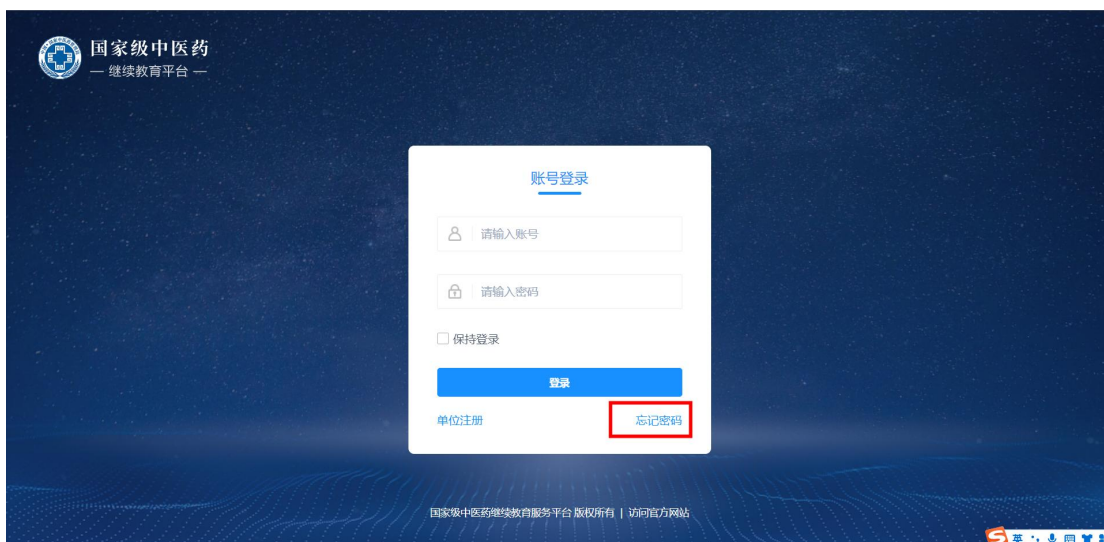 国家级中医药
— 继续教育平台 —
账号登录
请输入账号
请输入密码
保持登录
登录
单位注册 忘记密码
国家级中医药继续教育服务平台 版权所有 | 访问官方网站
英